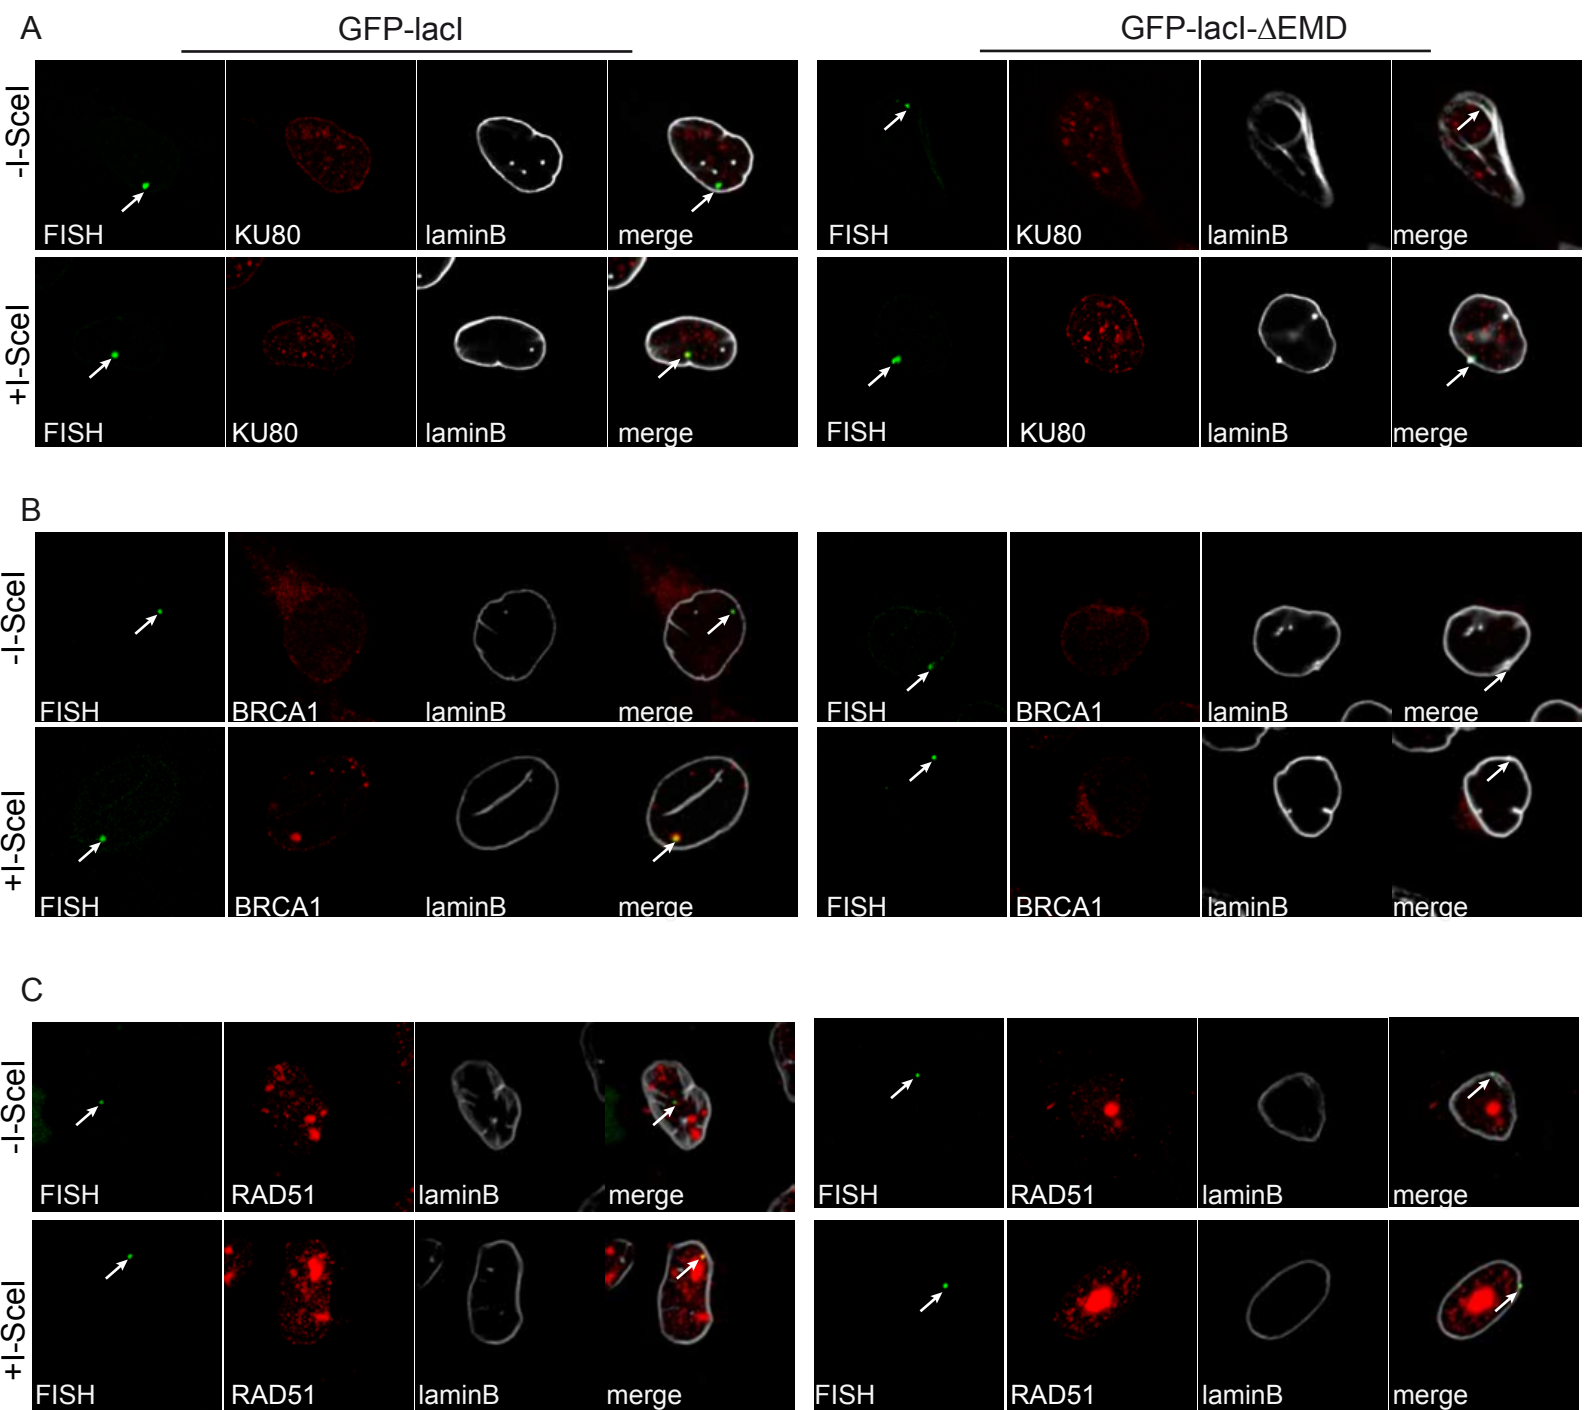 A
GFP-lacI
GFP-lacI-ΔEMD
-I-SceI
FISH KU80 laminB merge FISH KU80 laminB merge
+I-SceI
FISH KU80 laminB merge FISH KU80 laminB merge
B
-I-SceI
FISH BRCA1 laminB merge FISH BRCA1 laminB merge
+I-SceI
FISH BRCA1 laminB merge FISH BRCA1 laminB merge
C
-I-SceI
FISH RAD51 laminB merge FISH RAD51 laminB merge
+I-SceI
FISH RAD51 laminB merge FISH RAD51 laminB merge